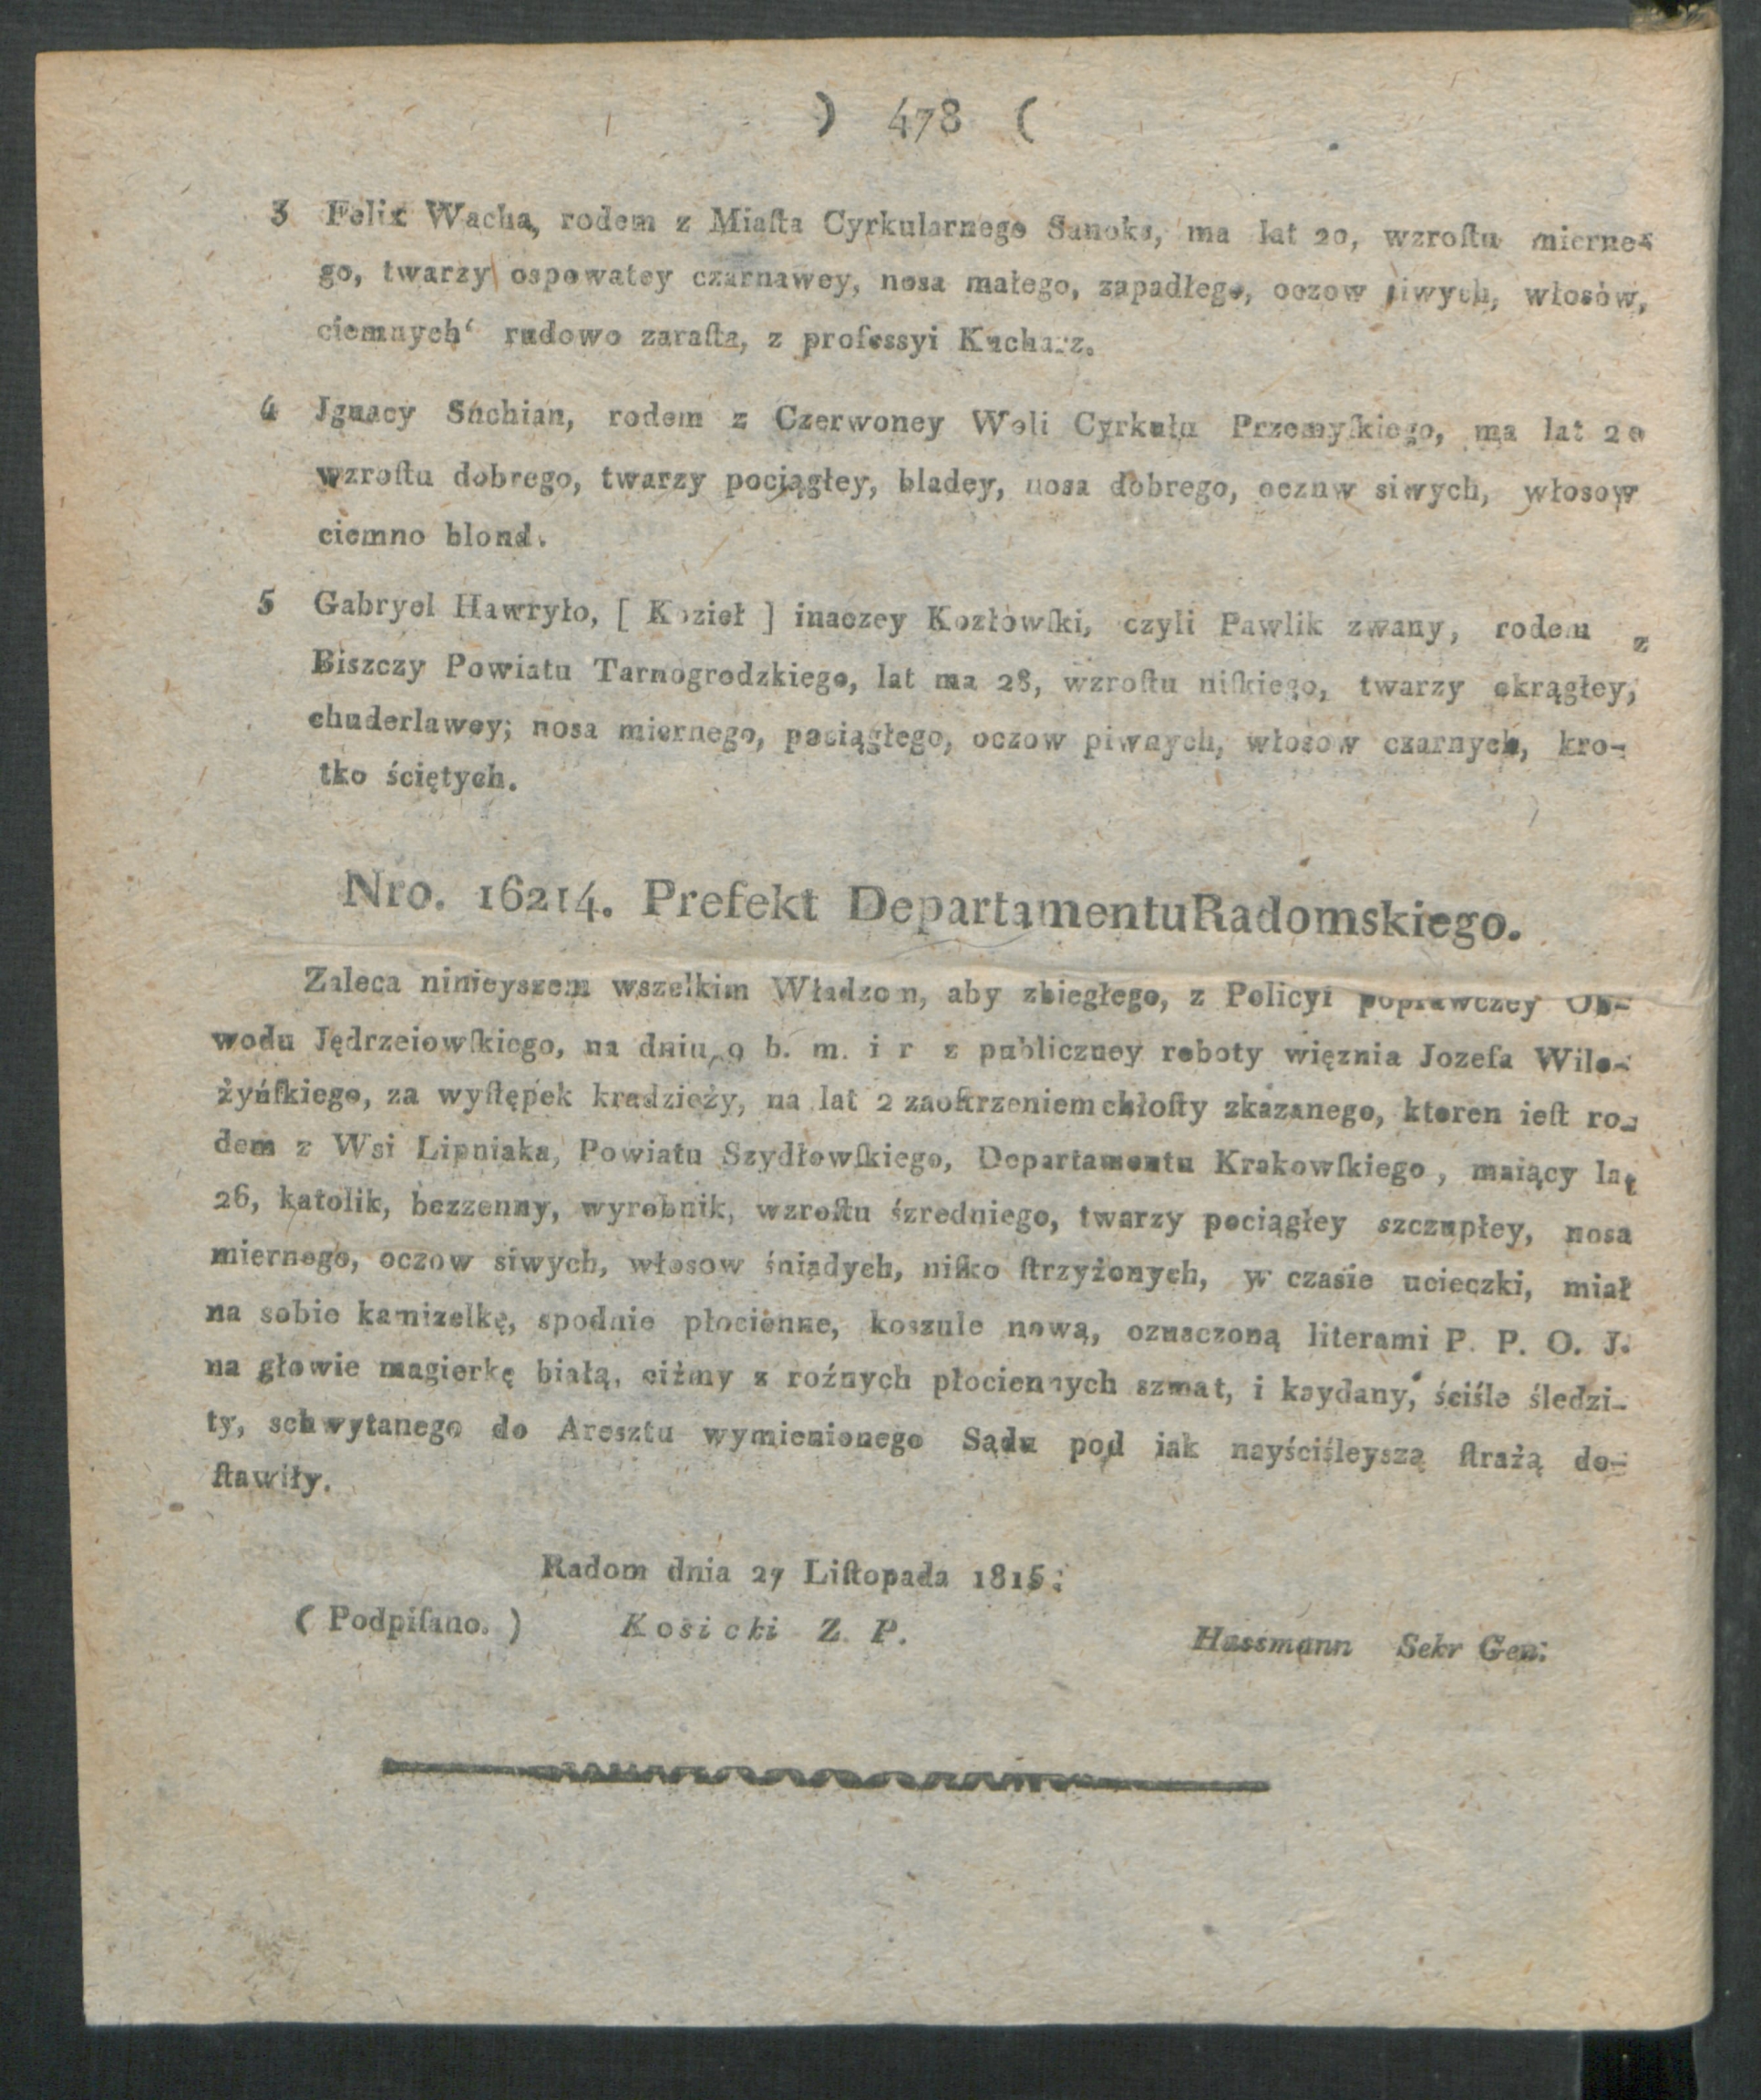 ) 478 (
3 Felix Wacha, rodem z Miaſta Cyrkularnego Sanoka, ma lat 20, wzroſtu mierne-
go, twarzy ospowatey czarnawey, nosa małego, zapadłego, oczow siwych, włosów,
ciemnych‘ rudowo zaraſta, z professyi Kucharz.
4 Jgnacy Suchian, rodem z Czerwoney Woli Cyrkułu Przemyſkiego, ma lat 20
wzroſtu dobrego, twarzy pociągłey, bladey, nosa dobrego, oczuw siwych, włosow
ciemno blond.
5 Gabryel Hawryło, [ Kozieł ] inaczey Kozłowſki, czyli Pawlik zwany, rodem z
Biszczy Powiatu Tarnogrodzkiego, lat ma 28, wzroſtu niſkiego, twarzy okrągłey,
chuderlawey; nosa miernego, pociągłego, oczow piwnych, włosow czarnych, kro-
tko ściętych.
Nro. 16214. Prefekt Departamentu Radomskiego.
Zaleca ninieyszem wszelkim Władzom, aby zbiegłego, z Policyi poprawczey Ob-
wodu Jędrzeiowſkiego, na dniu 9 b. m. i r z publiczney roboty więznia Jozefa Wilo-
żyńſkiego, za wyſtępek kradzieży, na lat 2 zaoſtrzeniem chłoſty zkazanego, ktoren ieſt ro-
dem z Wsi Lipniaka, Powiatu Szydłowſkiego, Departamentu Krakowſkiego, maiący lat
26, katolik, bezzenny, wyrobnik, wzroſtu śzredniego, twarzy pociągłey szczupłey, nosa
miernego, oczow siwych, włosow śniadych, niſko ſtrzyżonych, w czasie ucieczki, miał
na sobie kamizelkę, spodnie płocienne, koszule nową, oznaczoną literami P. P. O. J.
na głowie magierkę białą, ciżmy z rożnych płociennych szmat, i kaydany, ściśle śledzi-
ty, schwytanego do Aresztu wymienionego Sądu pod iak nayściśleyszą ſtrażą do-
ſtawiły.
Radom dnia 27 Liſtopada 1815.
( Podpiſano. ) Kosicki Z. P.
Hassmann Sekr Gen: